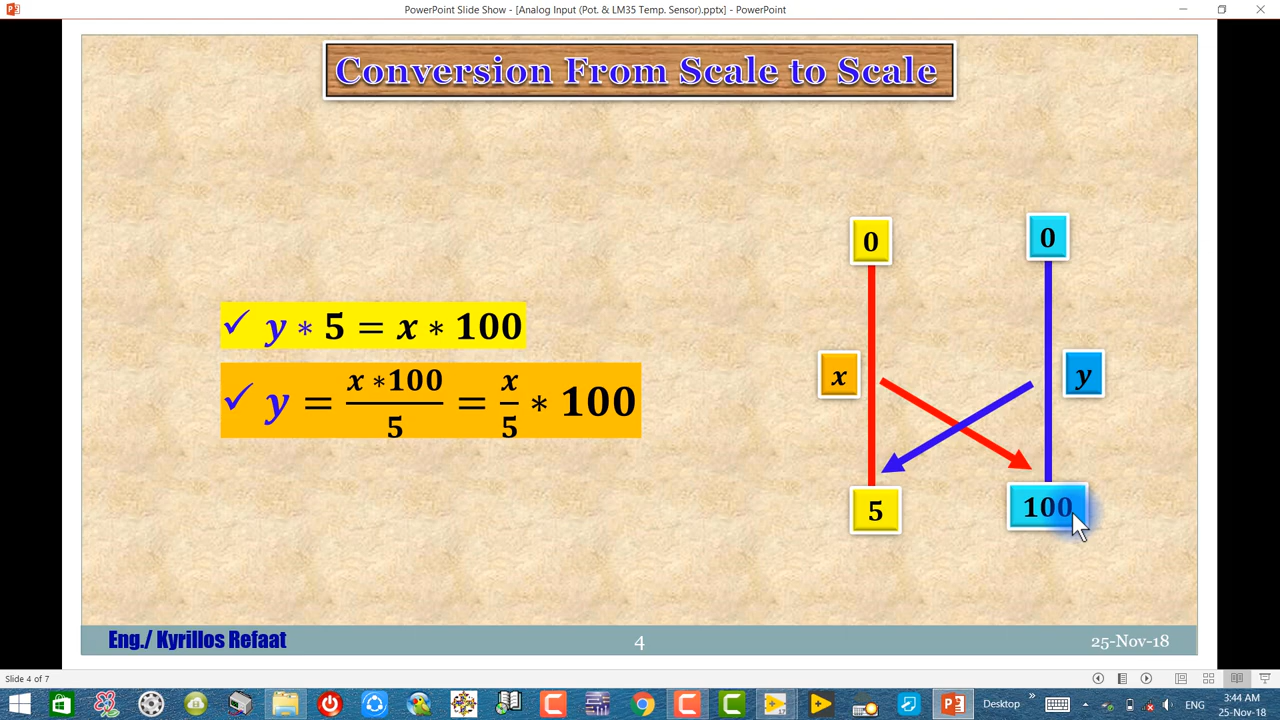 PowerPoint Slide Show - [Analog Input (Pot. & LM35 Temp. Sensor).pptx] - PowerPoint
Conversion From Scale to Scale
0
0
✓ y * 5 = x * 100
✓ y = x * 100 / 5 = x / 5 * 100
x
y
5
100
Eng./ Kyrillos Refaat
4
25-Nov-18
Slide 4 of 7
Desktop
ENG
3:44 AM
25-Nov-18